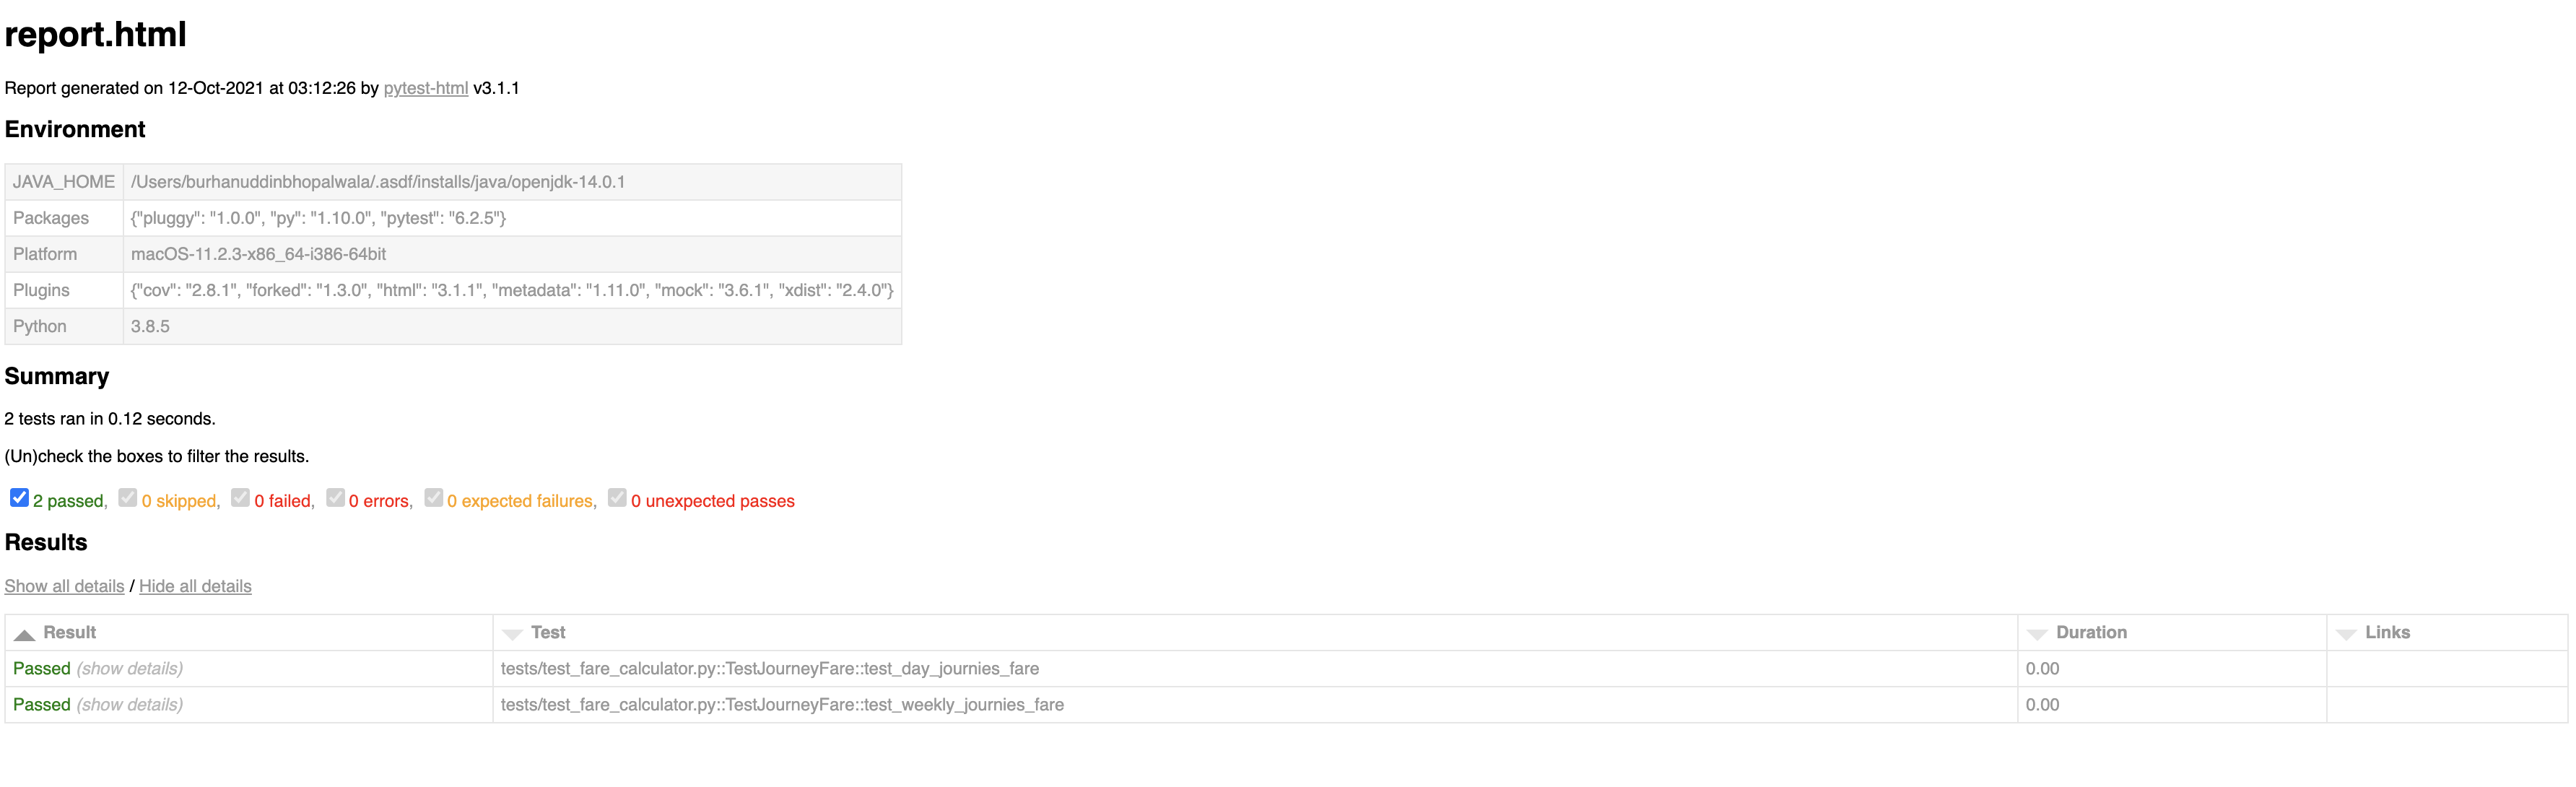 report.html
Report generated on 12-Oct-2021 at 03:12:26 by pytest-html v3.1.1
Environment
JAVA_HOME /Users/burhanuddinbhopalwala/.asdf/installs/java/openjdk-14.0.1
Packages {"pluggy": "1.0.0", "py": "1.10.0", "pytest": "6.2.5"}
Platform macOS-11.2.3-x86_64-i386-64bit
Plugins {"cov": "2.8.1", "forked": "1.3.0", "html": "3.1.1", "metadata": "1.11.0", "mock": "3.6.1", "xdist": "2.4.0"}
Python 3.8.5
Summary
2 tests ran in 0.12 seconds.
(Un)check the boxes to filter the results.
2 passed, 0 skipped, 0 failed, 0 errors, 0 expected failures, 0 unexpected passes
Results
Show all details / Hide all details
Result Test Duration Links
Passed (show details) tests/test_fare_calculator.py::TestJourneyFare::test_day_journies_fare 0.00
Passed (show details) tests/test_fare_calculator.py::TestJourneyFare::test_weekly_journies_fare 0.00